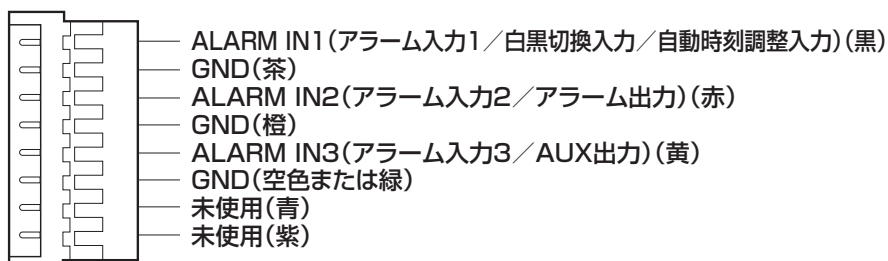 ALARM IN1（アラーム入力1／白黒切換入力／自動時刻調整入力）（黒）
GND（茶）
ALARM IN2（アラーム入力2／アラーム出力）（赤）
GND（橙）
ALARM IN3（アラーム入力3／AUX出力）（黄）
GND（空色または緑）
未使用（青）
未使用（紫）